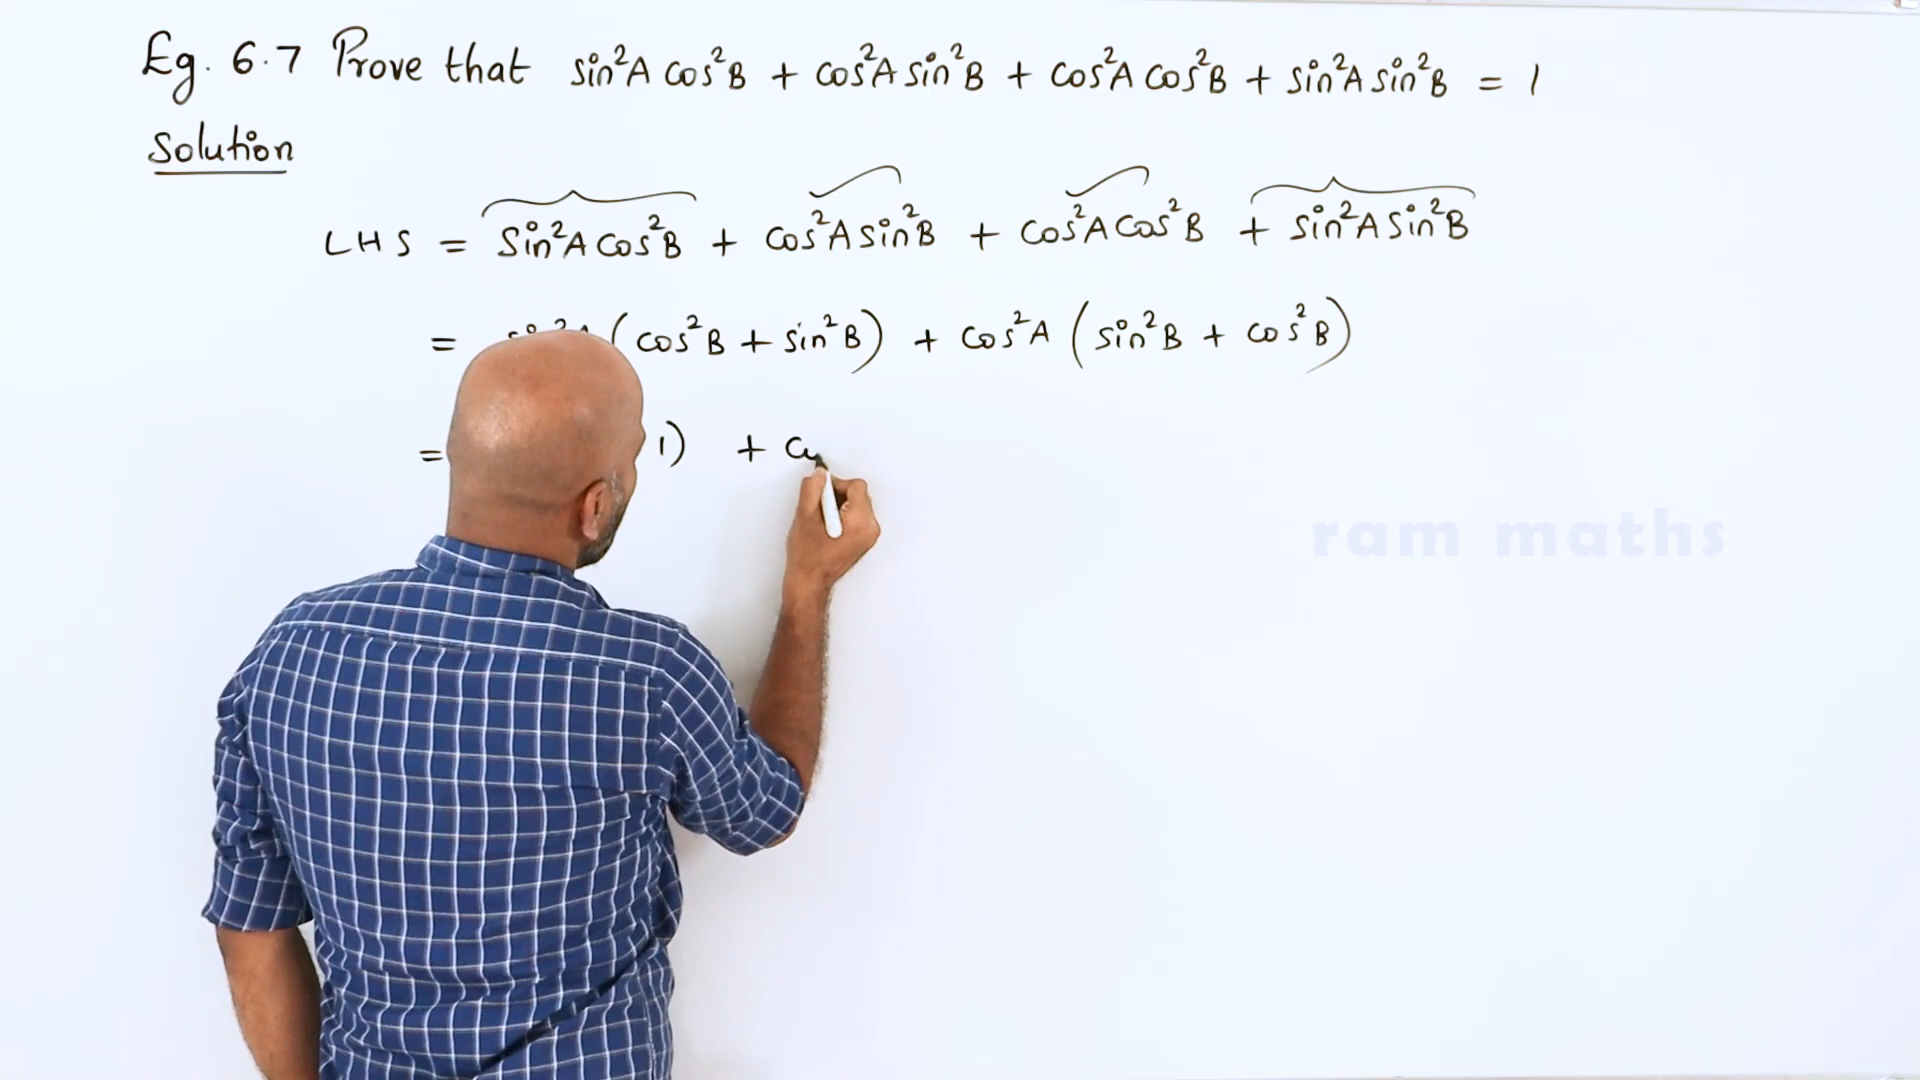 Eg. 6.7 Prove that sin²A cos²B + cos²A sin²B + cos²A cos²B + sin²A sin²B = 1
Solution
LHS = sin²A cos²B + cos²A sin²B + cos²A cos²B + sin²A sin²B
= (cos²B + sin²B) + cos²A (sin²B + cos²B)
= 1) +
ram maths